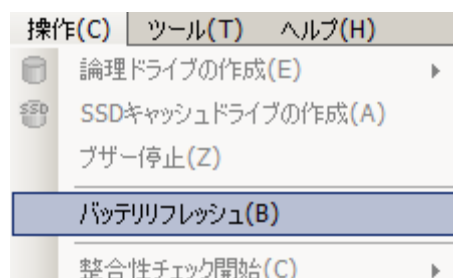 操作(C) ツール(T) ヘルプ(H)
論理ドライブの作成(E)
SSD SSDキャッシュドライブの作成(A)
ブザー停止(Z)
バッテリリフレッシュ(B)
整合性チェック開始(C)